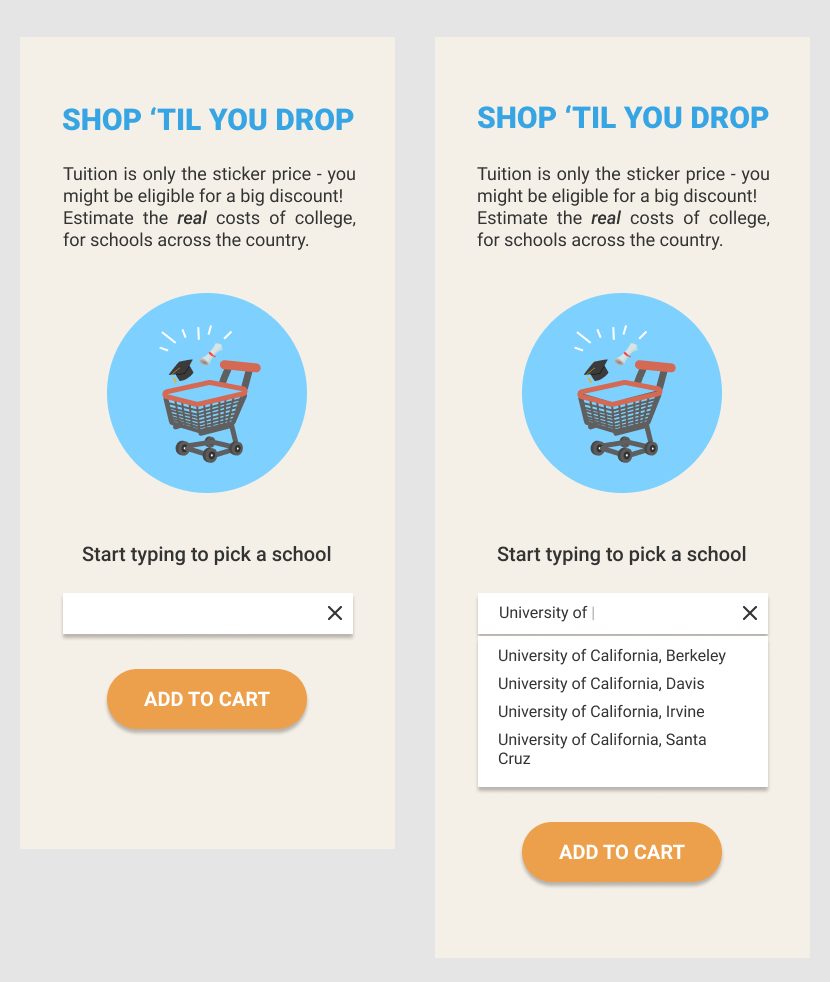 SHOP ‘TIL YOU DROP
Tuition is only the sticker price - you
might be eligible for a big discount!
Estimate the real costs of college,
for schools across the country.
Start typing to pick a school
ADD TO CART
SHOP ‘TIL YOU DROP
Tuition is only the sticker price - you
might be eligible for a big discount!
Estimate the real costs of college,
for schools across the country.
Start typing to pick a school
University of
University of California, Berkeley
University of California, Davis
University of California, Irvine
University of California, Santa
Cruz
ADD TO CART